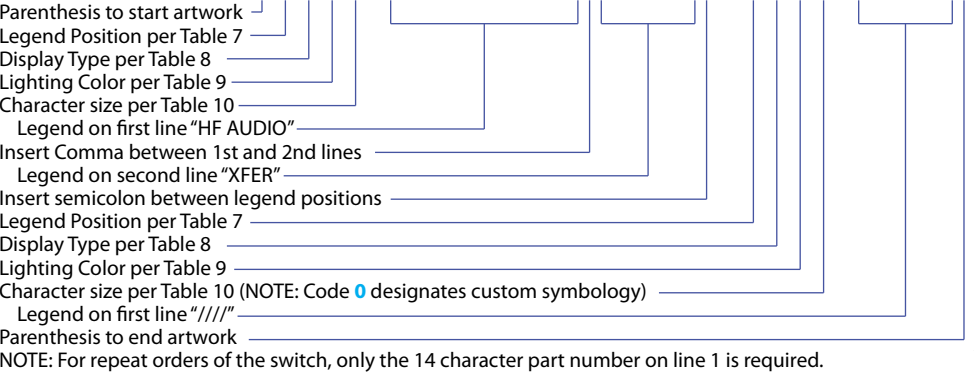 Parenthesis to start artwork
Legend Position per Table 7
Display Type per Table 8
Lighting Color per Table 9
Character size per Table 10
Legend on first line “HF AUDIO”
Insert Comma between 1st and 2nd lines
Legend on second line “XFER”
Insert semicolon between legend positions
Legend Position per Table 7
Display Type per Table 8
Lighting Color per Table 9
Character size per Table 10 (NOTE: Code 0 designates custom symbology)
Legend on first line “////”
Parenthesis to end artwork
NOTE: For repeat orders of the switch, only the 14 character part number on line 1 is required.